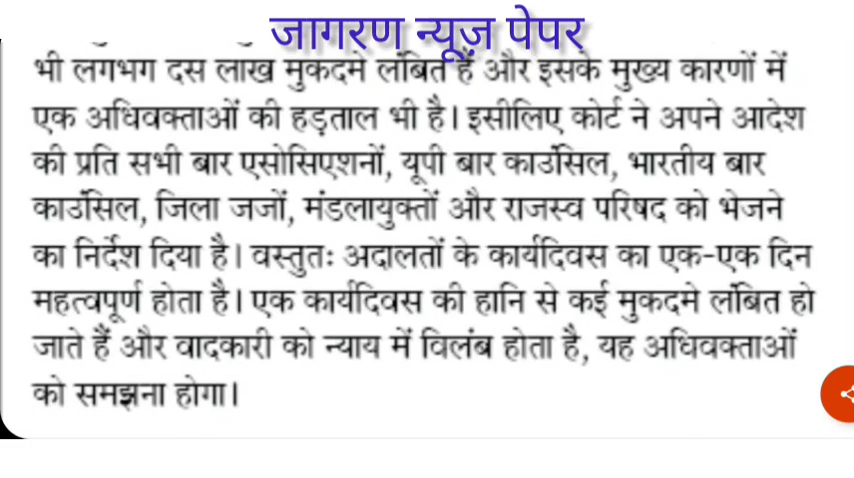 जागरण न्यूज पेपर
भी लगभग दस लाख मुकदमे लंबित हैं और इसके मुख्य कारणों में
एक अधिवक्ताओं की हड़ताल भी है। इसीलिए कोर्ट ने अपने आदेश
की प्रति सभी बार एसोसिएशनों, यूपी बार काउंसिल, भारतीय बार
काउंसिल, जिला जजों, मंडलायुक्तों और राजस्व परिषद को भेजने
का निर्देश दिया है। वस्तुतः अदालतों के कार्यदिवस का एक-एक दिन
महत्वपूर्ण होता है। एक कार्यदिवस की हानि से कई मुकदमे लंबित हो
जाते हैं और वादकारी को न्याय में विलंब होता है, यह अधिवक्ताओं
को समझना होगा।